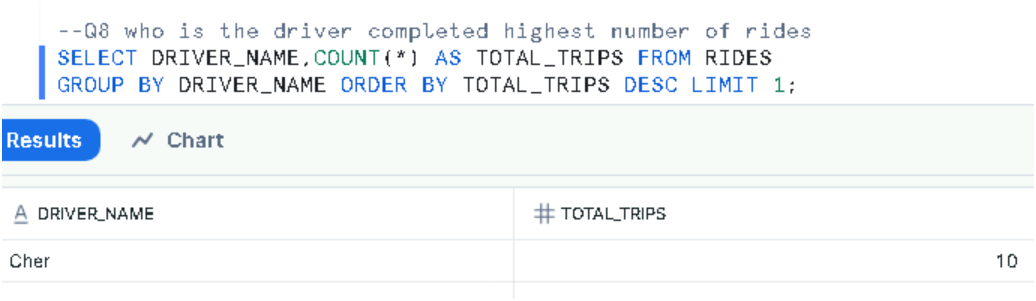 --Q8 who is the driver completed highest number of rides
SELECT DRIVER_NAME,COUNT(*) AS TOTAL_TRIPS FROM RIDES
GROUP BY DRIVER_NAME ORDER BY TOTAL_TRIPS DESC LIMIT 1;
Results Chart
A DRIVER_NAME # TOTAL_TRIPS
Cher 10